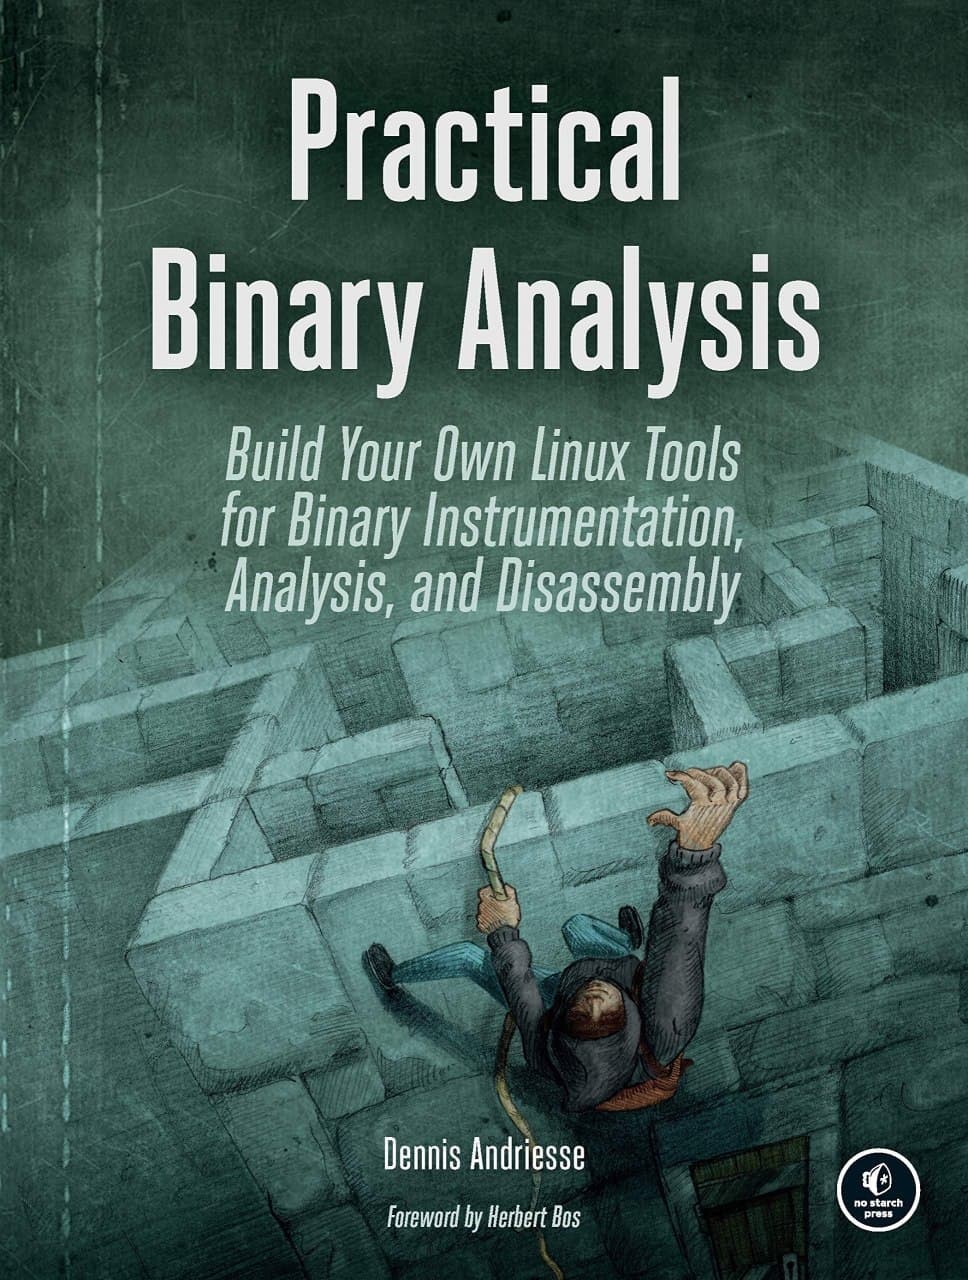 Practical
Binary Analysis
Build Your Own Linux Tools
for Binary Instrumentation,
Analysis, and Disassembly
Dennis Andriesse
Foreword by Herbert Bos
no starch
press